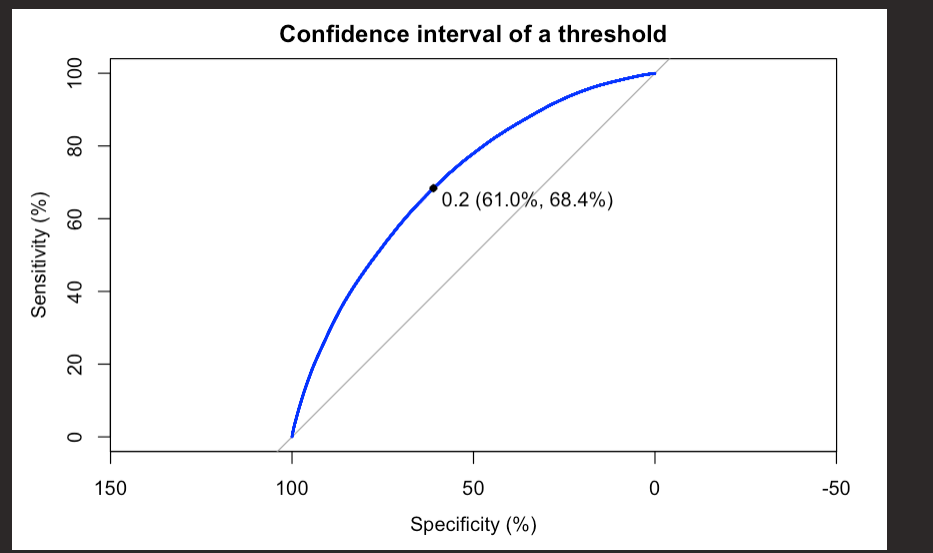 Confidence interval of a threshold
Sensitivity (%)
100
80
60
40
20
0
0.2 (61.0%, 68.4%)
150 100 50 0 -50
Specificity (%)